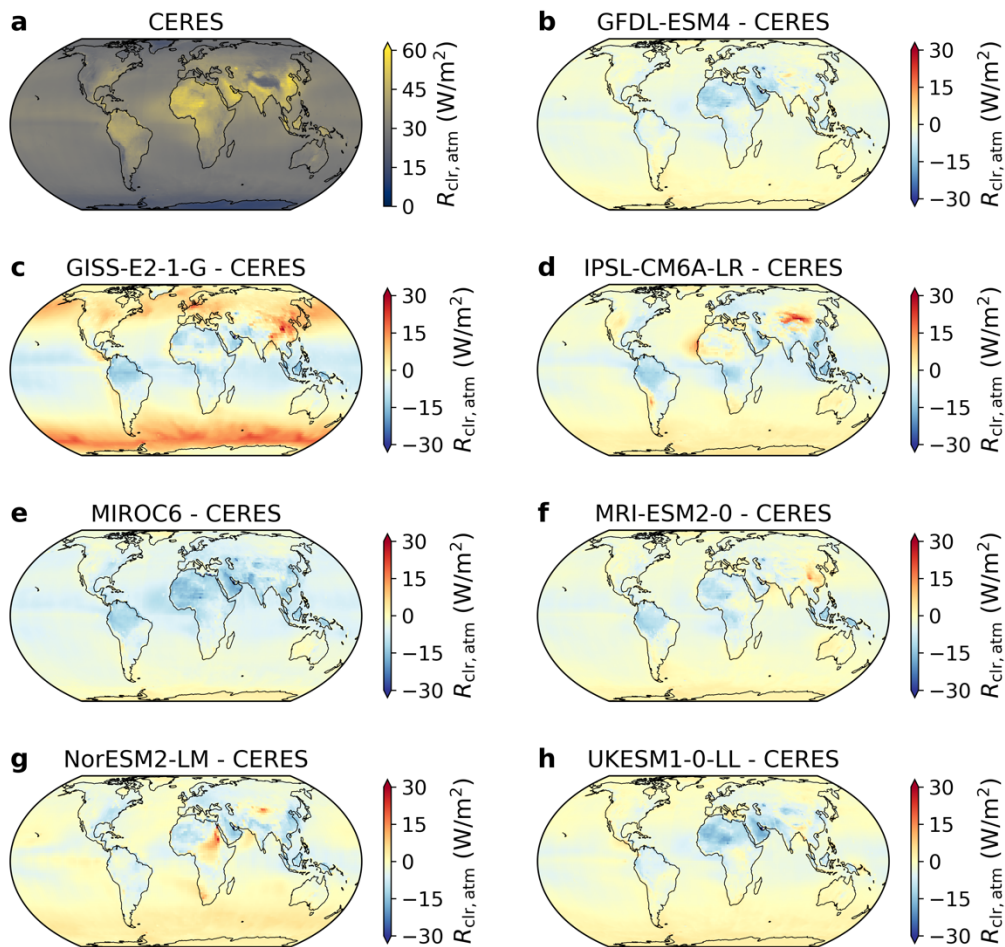 a
CERES
60
45
30
15
0
R_clr, atm (W/m²)
b
GFDL-ESM4 - CERES
30
15
0
−15
−30
R_clr, atm (W/m²)
c
GISS-E2-1-G - CERES
30
15
0
−15
−30
R_clr, atm (W/m²)
d
IPSL-CM6A-LR - CERES
30
15
0
−15
−30
R_clr, atm (W/m²)
e
MIROC6 - CERES
30
15
0
−15
−30
R_clr, atm (W/m²)
f
MRI-ESM2-0 - CERES
30
15
0
−15
−30
R_clr, atm (W/m²)
g
NorESM2-LM - CERES
30
15
0
−15
−30
R_clr, atm (W/m²)
h
UKESM1-0-LL - CERES
30
15
0
−15
−30
R_clr, atm (W/m²)